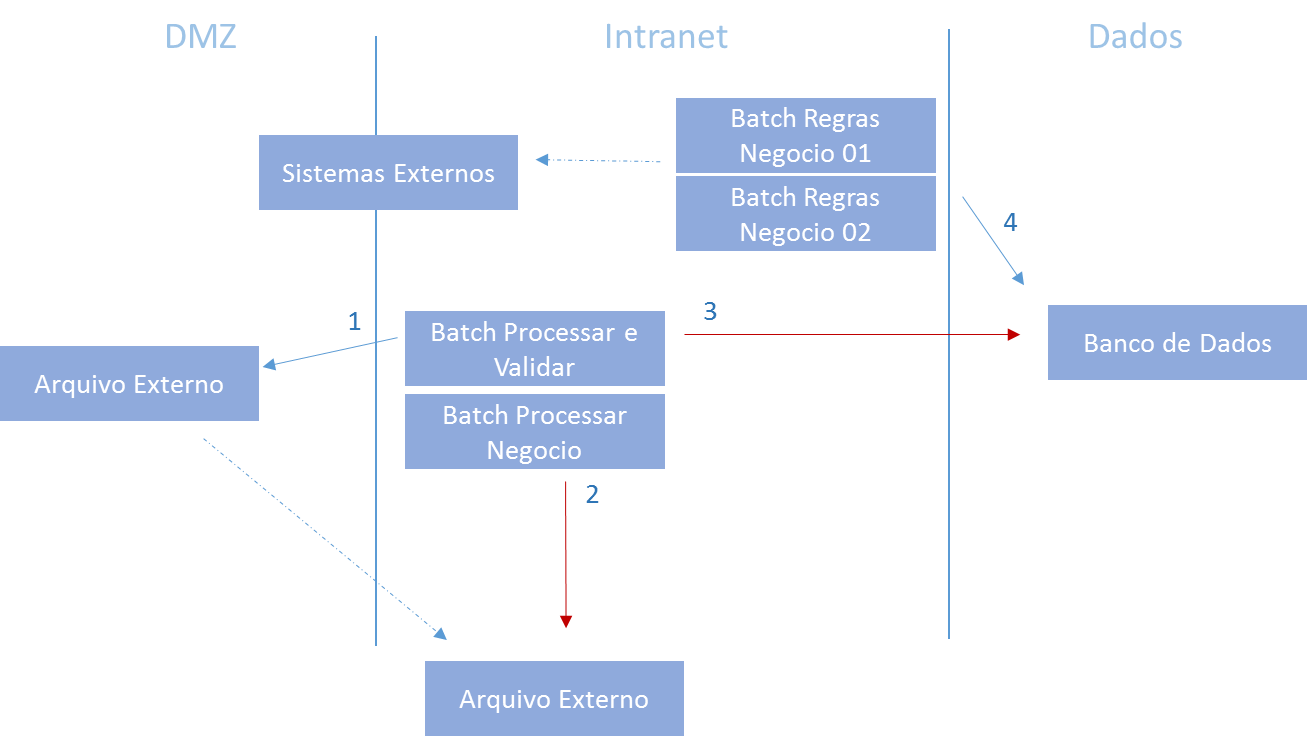 DMZ
Intranet
Dados
Batch Regras
Negocio 01
Sistemas Externos
Batch Regras
Negocio 02
4
3
1
Batch Processar e
Validar
Banco de Dados
Arquivo Externo
Batch Processar
Negocio
2
Arquivo Externo